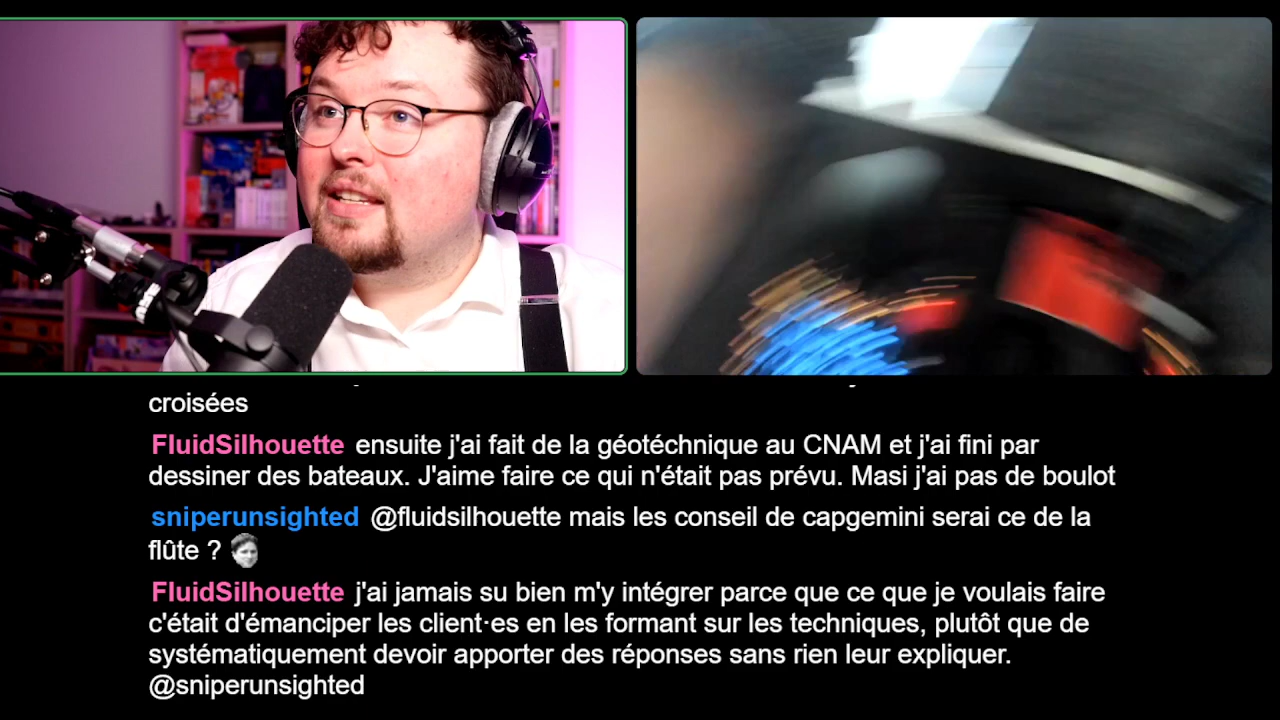 croisées
FluidSilhouette ensuite j'ai fait de la géotéchnique au CNAM et j'ai fini par
dessiner des bateaux. J'aime faire ce qui n'était pas prévu. Masi j'ai pas de boulot
sniperunsighted @fluidsilhouette mais les conseil de capgemini serai ce de la
flûte ?
FluidSilhouette j'ai jamais su bien m'y intégrer parce que ce que je voulais faire
c'était d'émanciper les client·es en les formant sur les techniques, plutôt que de
systématiquement devoir apporter des réponses sans rien leur expliquer.
@sniperunsighted